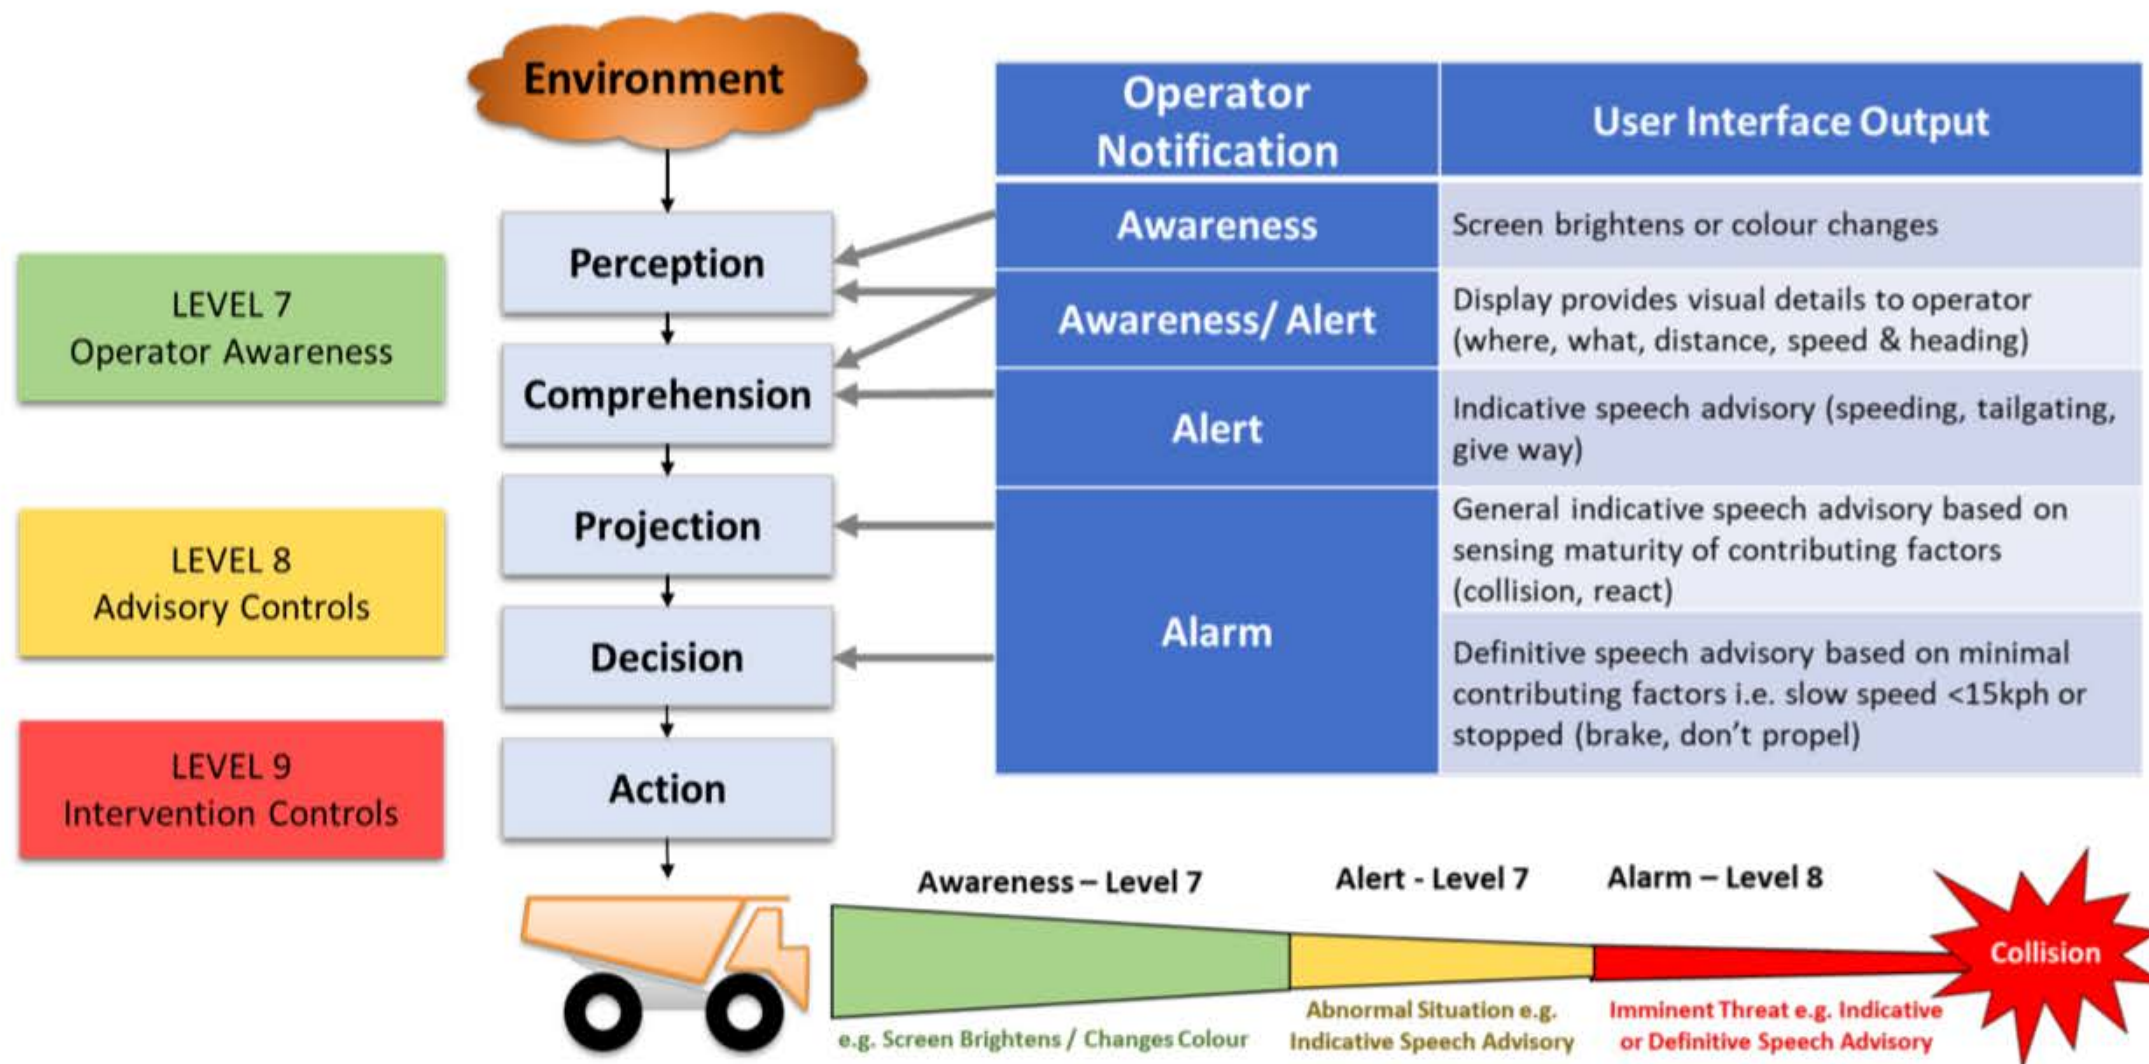 Environment
Perception
Comprehension
Projection
Decision
Action
LEVEL 7
Operator Awareness
LEVEL 8
Advisory Controls
LEVEL 9
Intervention Controls
Operator
Notification
User Interface Output
Awareness
Screen brightens or colour changes
Awareness/ Alert
Display provides visual details to operator
(where, what, distance, speed & heading)
Alert
Indicative speech advisory (speeding, tailgating,
give way)
Alarm
General indicative speech advisory based on
sensing maturity of contributing factors
(collision, react)
Definitive speech advisory based on minimal
contributing factors i.e. slow speed <15kph or
stopped (brake, don't propel)
Awareness – Level 7
Alert - Level 7
Alarm – Level 8
Collision
e.g. Screen Brightens / Changes Colour
Abnormal Situation e.g.
Indicative Speech Advisory
Imminent Threat e.g. Indicative
or Definitive Speech Advisory